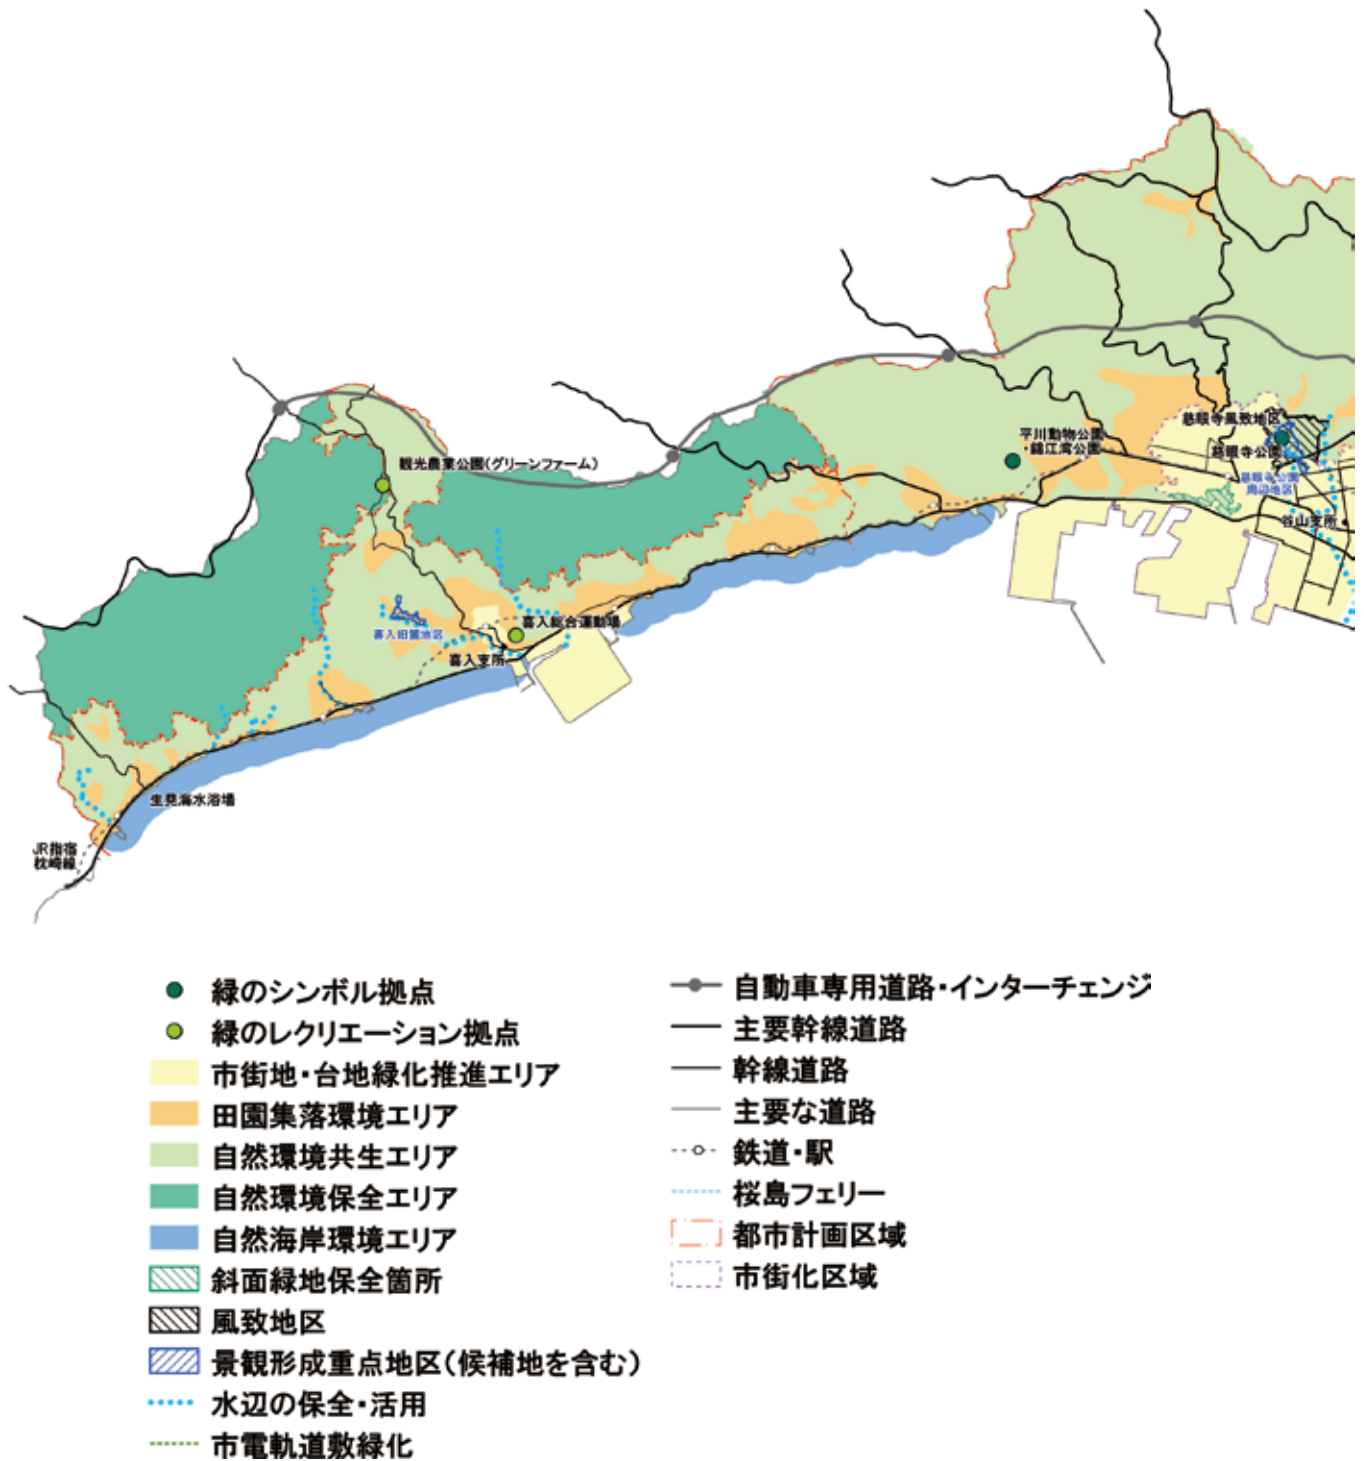 慈眼寺風致地区
平川動物公園
・錦江湾公園
慈眼寺公園
観光農業公園(グリーンファーム)
慈眼寺公園
周辺地区
谷山支所
喜入旧麓地区
喜入総合運動場
喜入支所
生見海水浴場
JR指宿
枕崎線
緑のシンボル拠点
緑のレクリエーション拠点
市街地・台地緑化推進エリア
田園集落環境エリア
自然環境共生エリア
自然環境保全エリア
自然海岸環境エリア
斜面緑地保全箇所
風致地区
景観形成重点地区(候補地を含む)
水辺の保全・活用
市電軌道敷緑化
自動車専用道路・インターチェンジ
主要幹線道路
幹線道路
主要な道路
鉄道・駅
桜島フェリー
都市計画区域
市街化区域